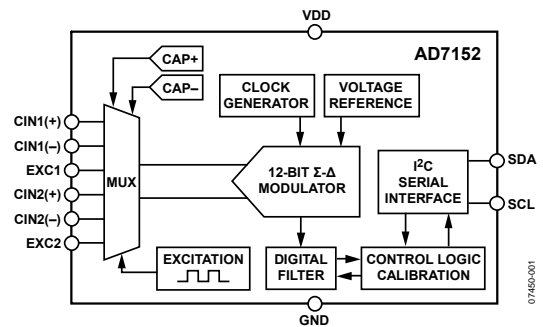 VDD
AD7152
CAP+
CAP–
CLOCK
GENERATOR
VOLTAGE
REFERENCE
CIN1(+)
CIN1(–)
EXC1
CIN2(+)
CIN2(–)
EXC2
MUX
12-BIT Σ-Δ
MODULATOR
I²C
SERIAL
INTERFACE
SDA
SCL
EXCITATION
DIGITAL
FILTER
CONTROL LOGIC
CALIBRATION
GND
07450-001